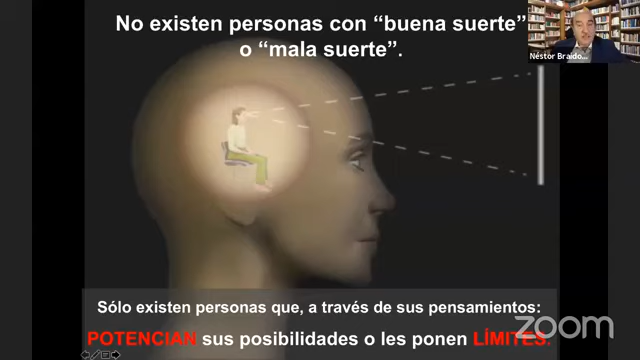 No existen personas con “buena suerte”
o “mala suerte”.
Néstor Braido...
Sólo existen personas que, a través de sus pensamientos:
POTENCIAN sus posibilidades o les ponen LÍMITES.
zoom